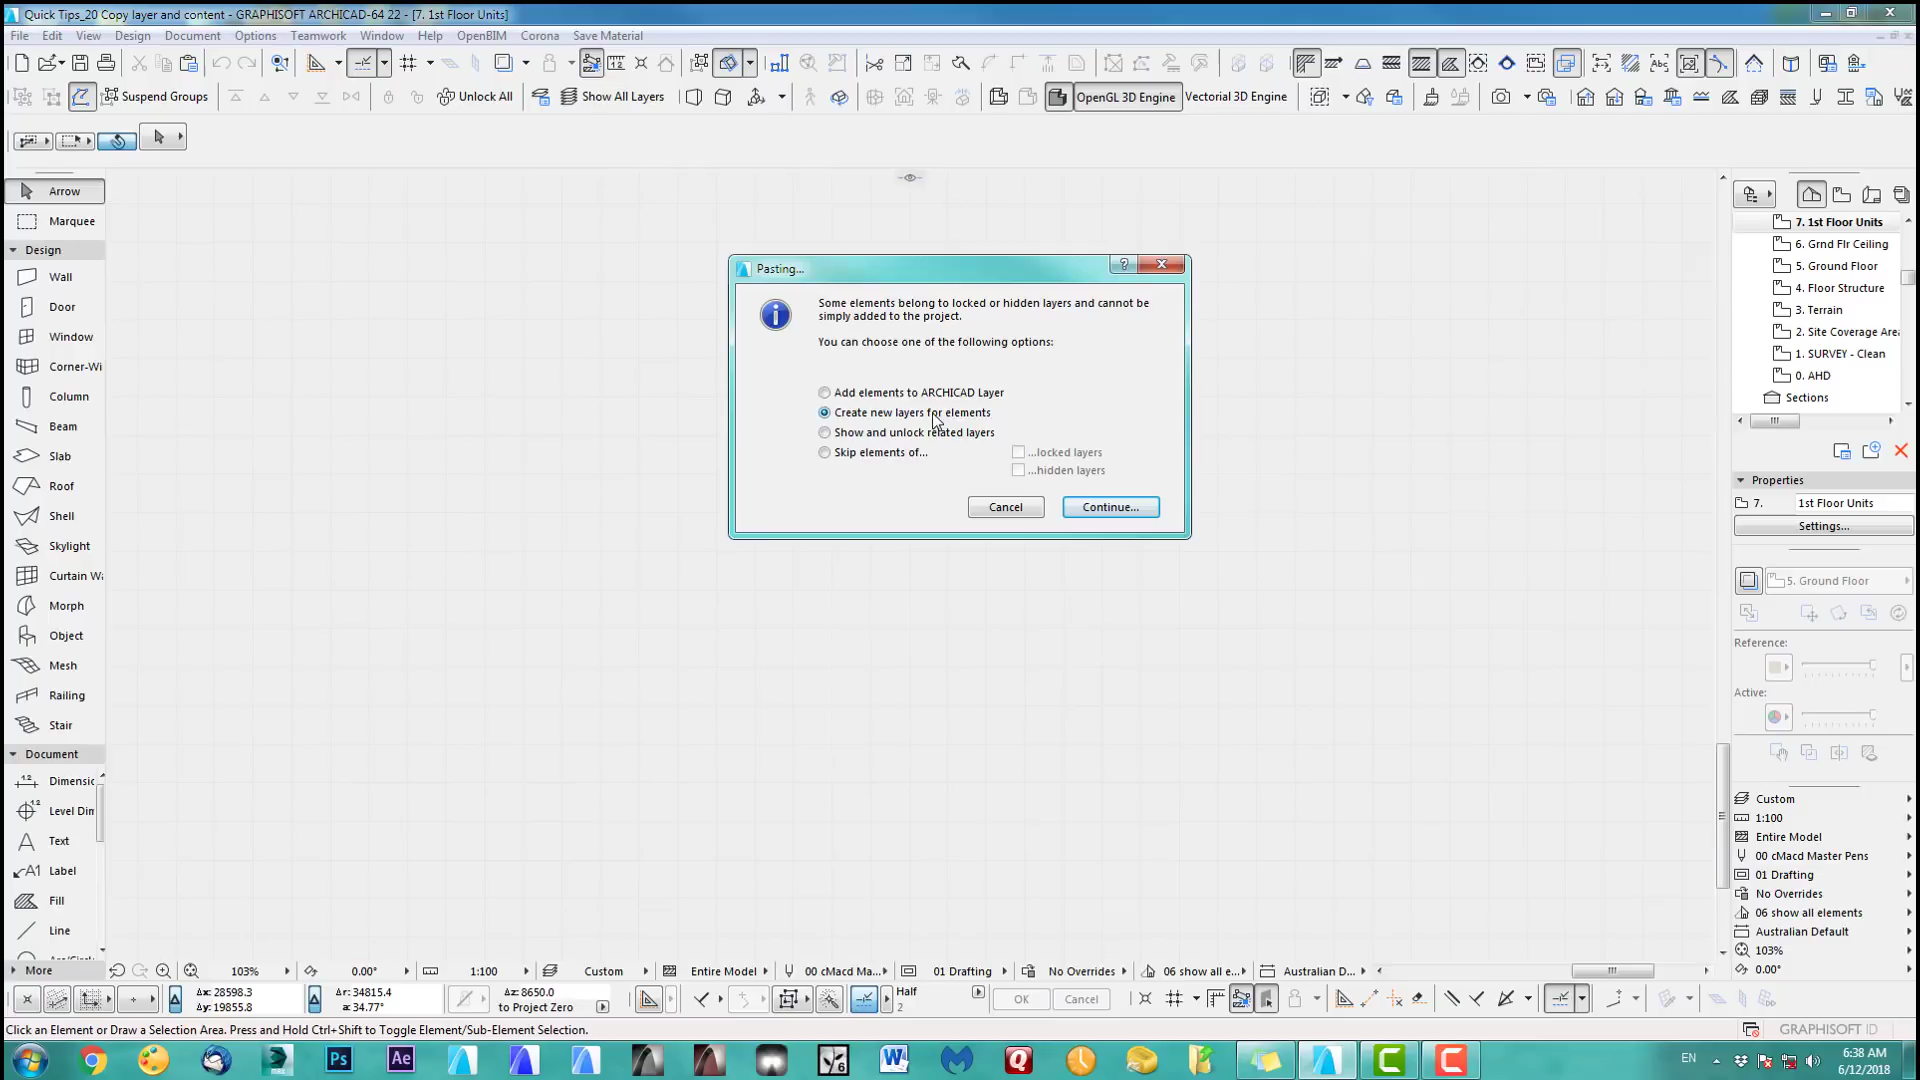 Quick Tips_20 Copy layer and content - GRAPHISOFT ARCHICAD-64 22 - [7. 1st Floor Units]
File Edit View Design Document Options Teamwork Window Help OpenBIM Corona Save Material
Suspend Groups Unlock All Show All Layers OpenGL 3D Engine Vectorial 3D Engine
Arrow
Marquee
Design
Wall
Door
Window
Corner-Wi
Column
Beam
Slab
Roof
Shell
Skylight
Curtain Wa
Morph
Object
Mesh
Railing
Stair
Document
Dimensic
Level Dim
Text
Label
Fill
Line
More
Pasting...
Some elements belong to locked or hidden layers and cannot be
simply added to the project.
You can choose one of the following options:
Add elements to ARCHICAD Layer
Create new layers for elements
Show and unlock related layers
Skip elements of... ...locked layers
...hidden layers
Cancel Continue...
7. 1st Floor Units
6. Grnd Flr Ceiling
5. Ground Floor
4. Floor Structure
3. Terrain
2. Site Coverage Area
1. SURVEY - Clean
0. AHD
Sections
Properties
7. 1st Floor Units
Settings...
5. Ground Floor
Reference:
Active:
Custom
1:100
Entire Model
00 cMacd Master Pens
01 Drafting
No Overrides
06 show all elements
Australian Default
103%
0.00°
103% 0.00° 1:100 Custom Entire Model 00 cMacd Ma... 01 Drafting No Overrides 06 show all e... Australian D...
Δx: 28598.3 Δr: 34815.4 Δz: 8650.0 Half OK Cancel
Δy: 19855.8 a: 34.77° to Project Zero 2
Click an Element or Draw a Selection Area. Press and Hold Ctrl+Shift to Toggle Element/Sub-Element Selection. GRAPHISOFT ID
Ps Ae EN 6:38 AM
6/12/2018